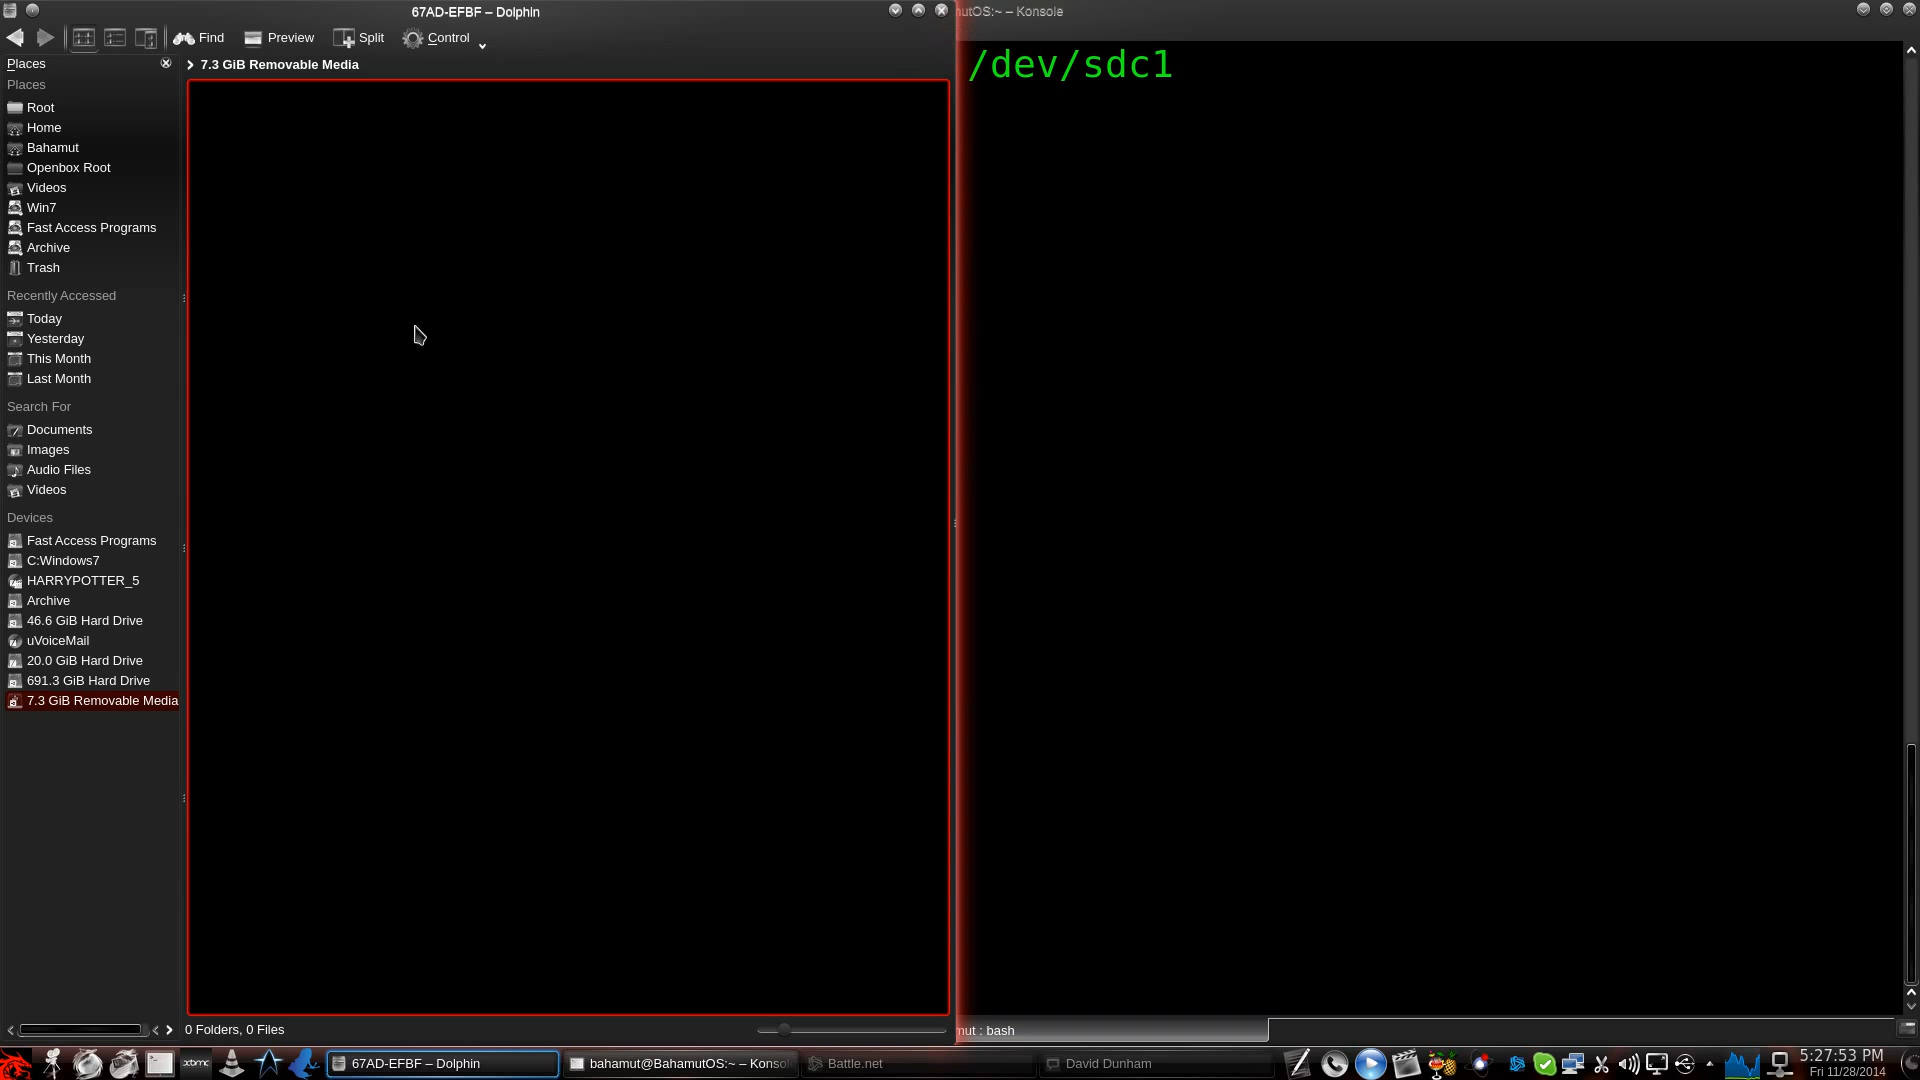 67AD-EFBF – Dolphin
nutOS:~ – Konsole
Find
Preview
Split
Control
Places
7.3 GiB Removable Media
/dev/sdc1
Places
Root
Home
Bahamut
Openbox Root
Videos
Win7
Fast Access Programs
Archive
Trash
Recently Accessed
Today
Yesterday
This Month
Last Month
Search For
Documents
Images
Audio Files
Videos
Devices
Fast Access Programs
C:Windows7
HARRYPOTTER_5
Archive
46.6 GiB Hard Drive
uVoiceMail
20.0 GiB Hard Drive
691.3 GiB Hard Drive
7.3 GiB Removable Media
0 Folders, 0 Files
mut : bash
xbmc
67AD-EFBF – Dolphin
bahamut@BahamutOS:~ – Konso
Battle.net
David Dunham
5:27:53 PM
Fri 11/28/2014